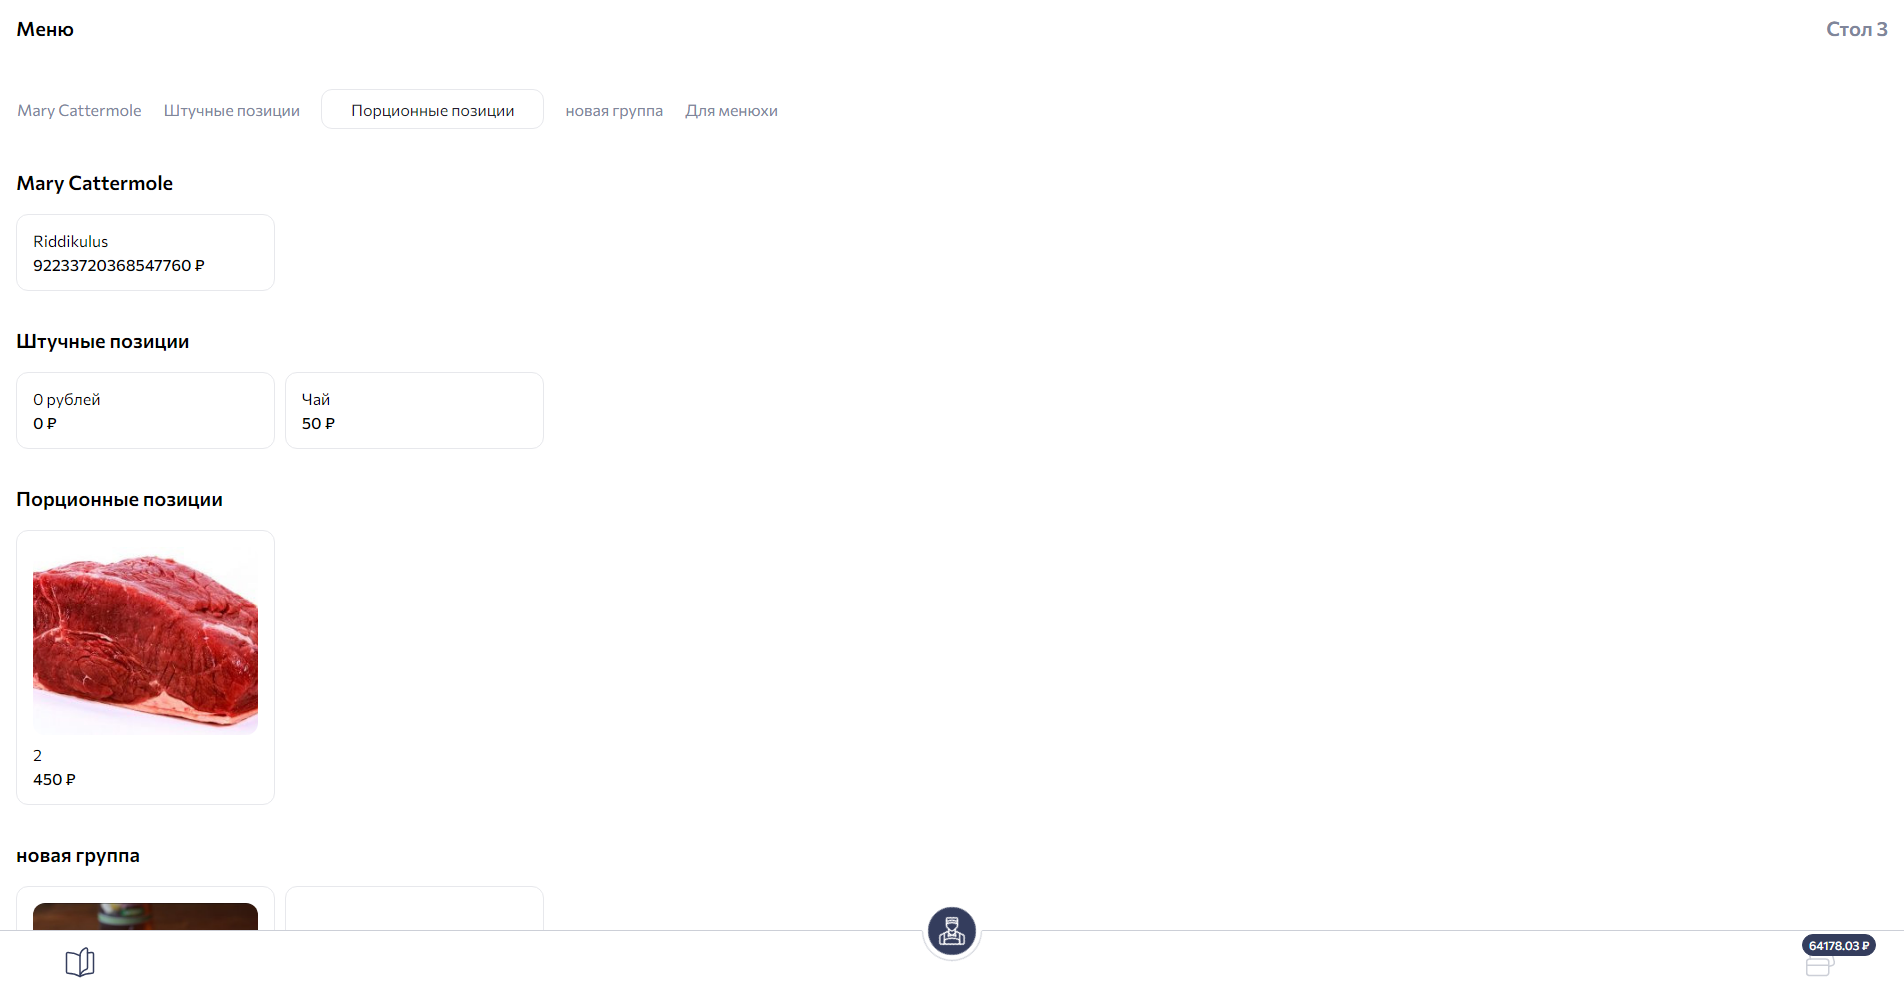 Меню
Стол 3
Mary Cattermole
Штучные позиции
Порционные позиции
новая группа
Для менюхи
Mary Cattermole
Riddikulus
92233720368547760 ₽
Штучные позиции
0 рублей
0 ₽
Чай
50 ₽
Порционные позиции
2
450 ₽
новая группа
64178.03 ₽